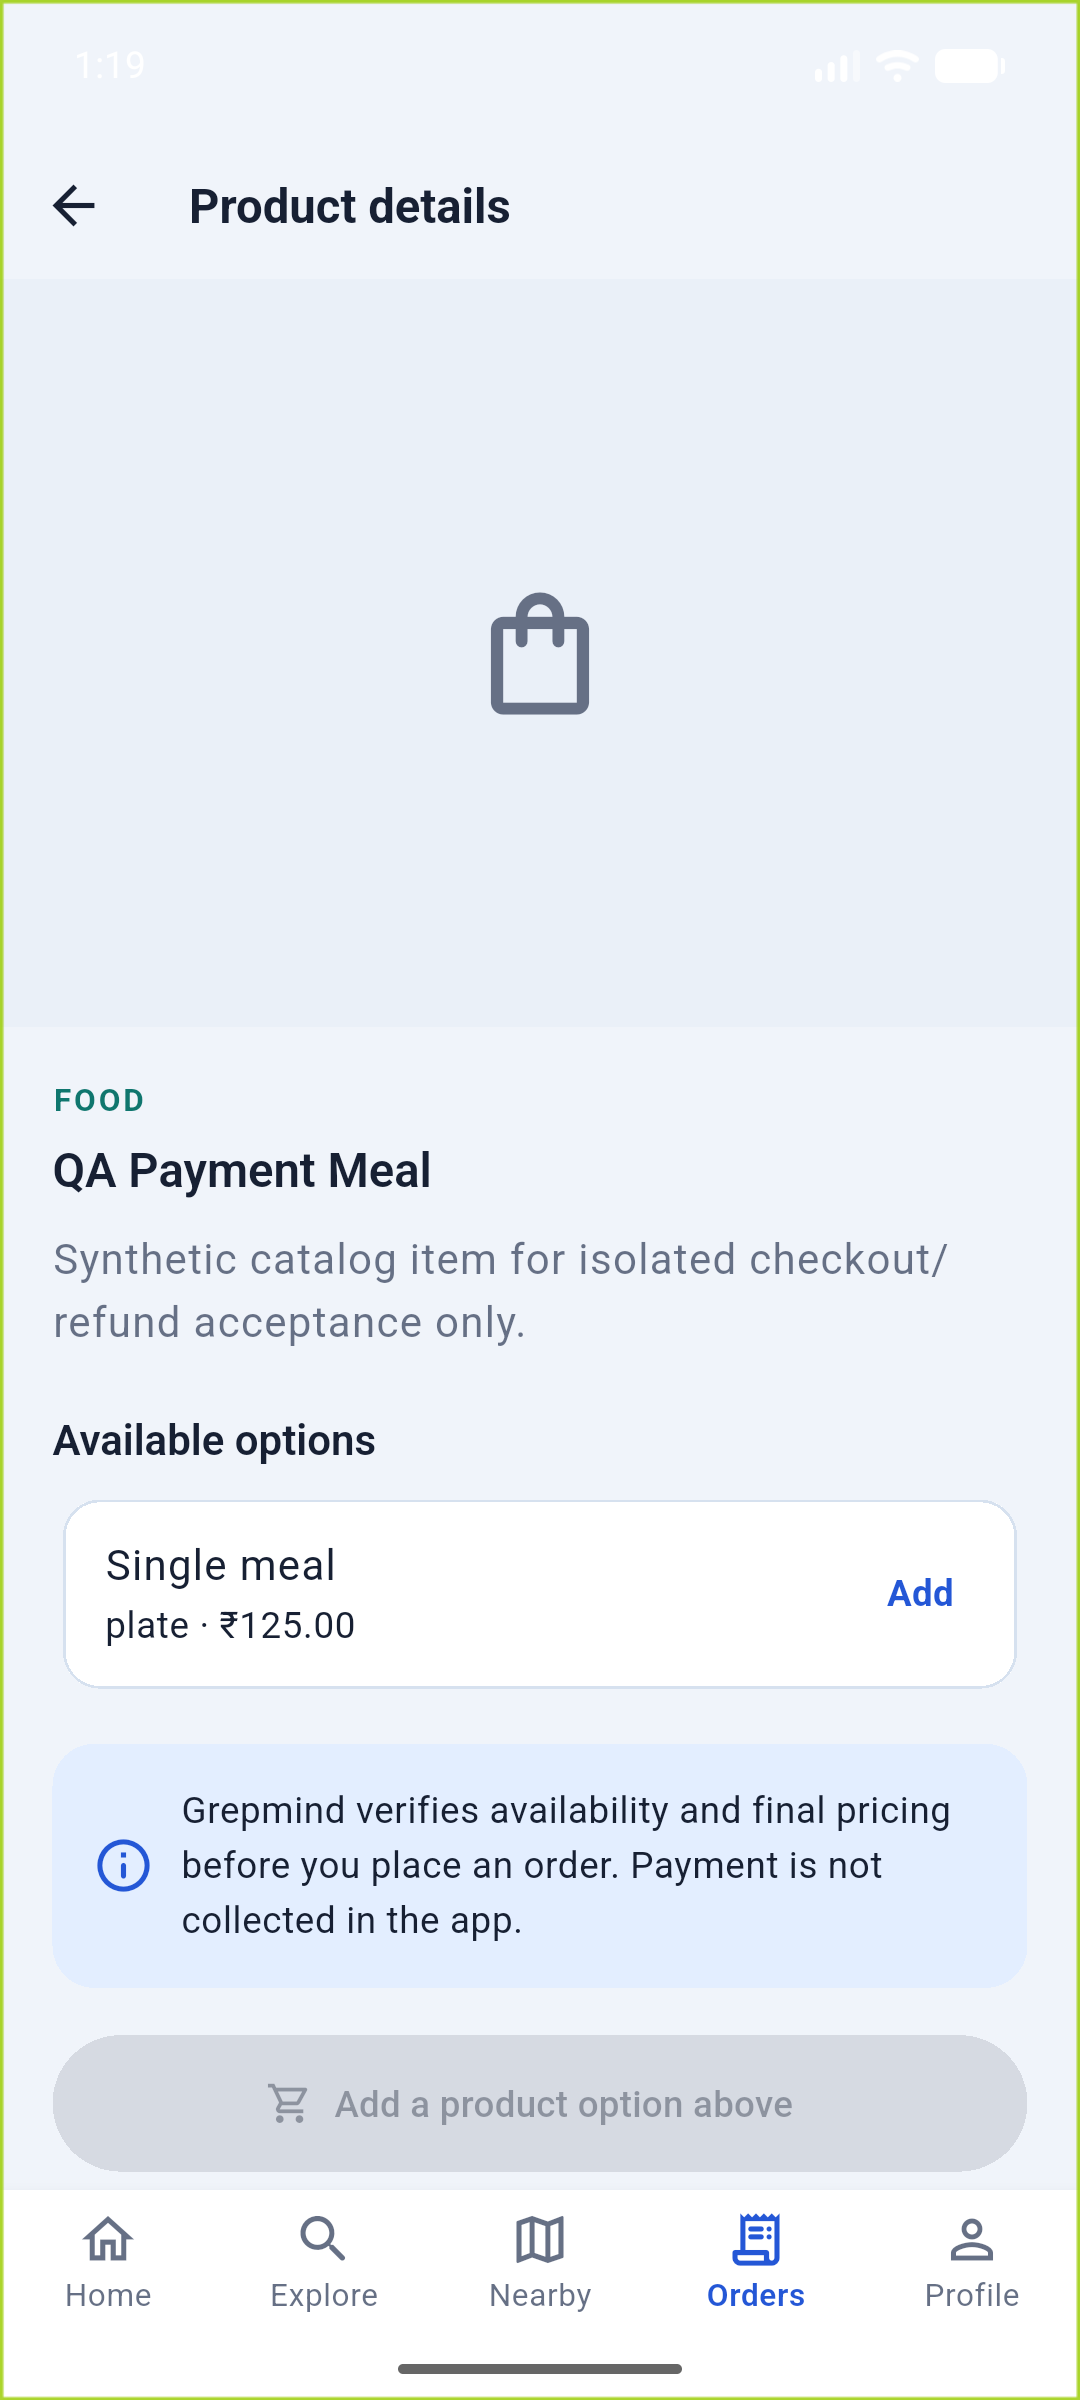 1:19
Product details
FOOD
QA Payment Meal
Synthetic catalog item for isolated checkout/
refund acceptance only.
Available options
Single meal
plate · ₹125.00
Add
Grepmind verifies availability and final pricing
before you place an order. Payment is not
collected in the app.
Add a product option above
Home
Explore
Nearby
Orders
Profile